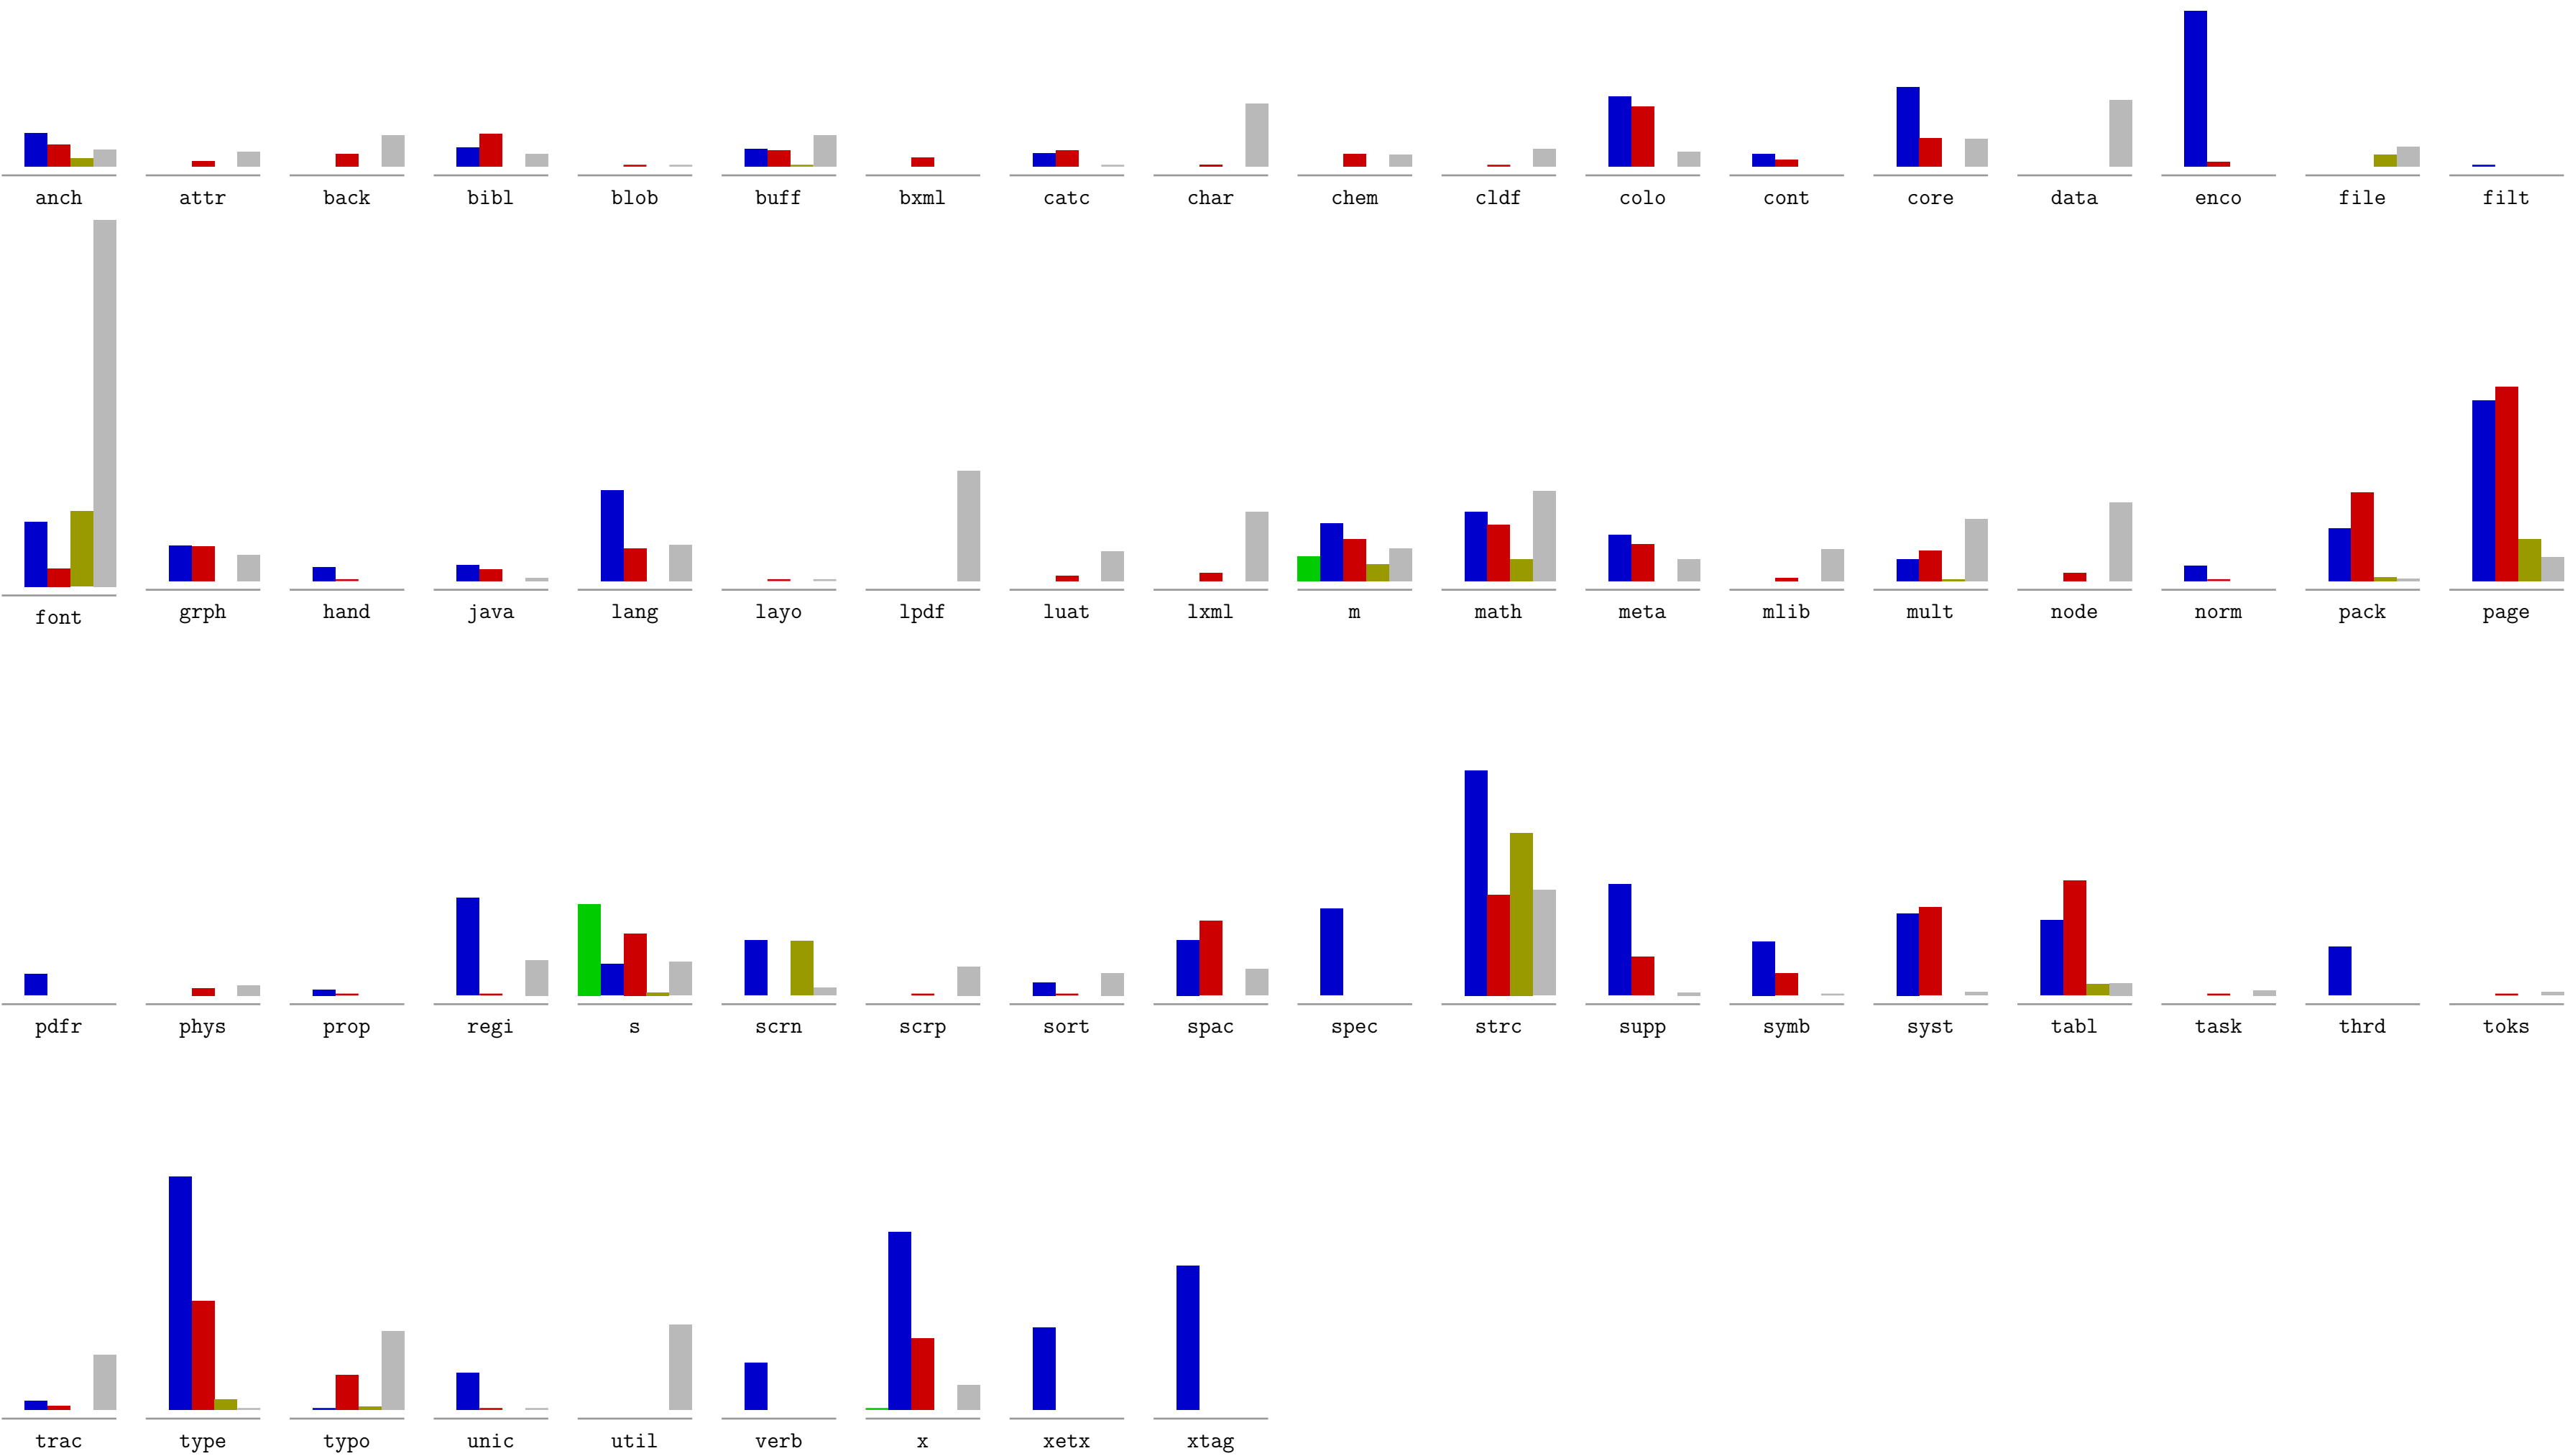 anch attr back bibl blob buff bxml catc char chem cldf colo cont core data enco file filt
font grph hand java lang layo lpdf luat lxml m math meta mlib mult node norm pack page
pdfr phys prop regi s scrn scrp sort spac spec strc supp symb syst tabl task thrd toks
trac type typo unic util verb x xetx xtag